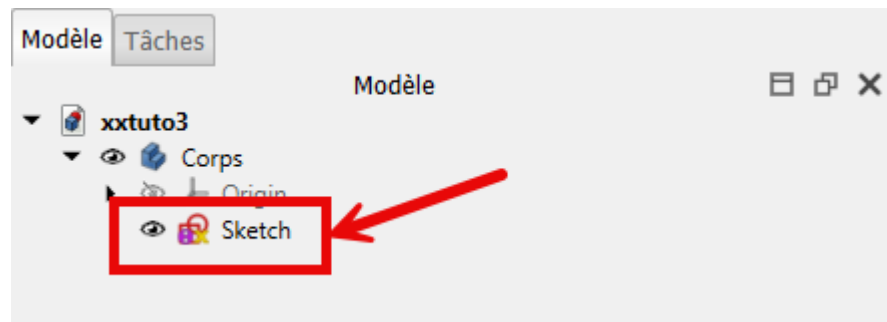 Modèle Tâches
Modèle
xxtuto3
Corps
Origin
Sketch